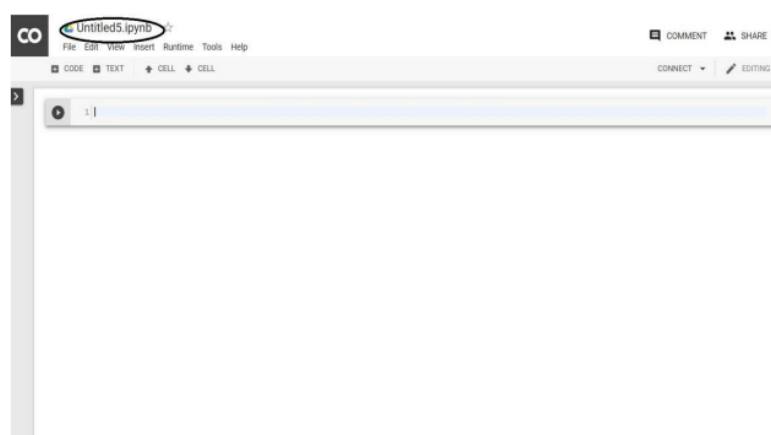 CO
Untitled5.ipynb
File Edit View Insert Runtime Tools Help
COMMENT SHARE
CODE TEXT CELL CELL
CONNECT EDITING
1